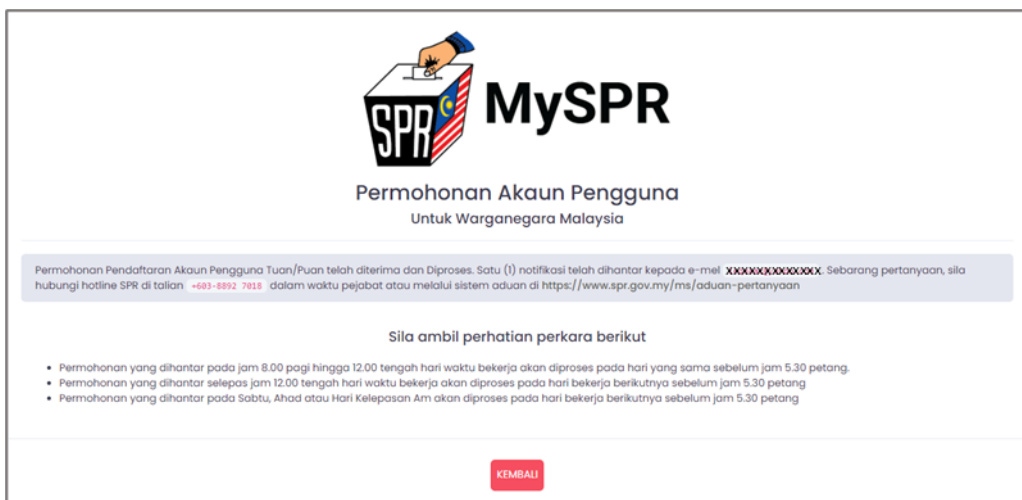 SPR
MySPR
Permohonan Akaun Pengguna
Untuk Warganegara Malaysia
Permohonan Pendaftaran Akaun Pengguna Tuan/Puan telah diterima dan Diproses. Satu (1) notifikasi telah dihantar kepada e-mel XXXXXXXXXXXXX. Sebarang pertanyaan, sila
hubungi hotline SPR di talian +603-8892 7018 dalam waktu pejabat atau melalui sistem aduan di https://www.spr.gov.my/ms/aduan-pertanyaan
Sila ambil perhatian perkara berikut
• Permohonan yang dihantar pada jam 8.00 pagi hingga 12.00 tengah hari waktu bekerja akan diproses pada hari yang sama sebelum jam 5.30 petang.
• Permohonan yang dihantar selepas jam 12.00 tengah hari waktu bekerja akan diproses pada hari bekerja berikutnya sebelum jam 5.30 petang
• Permohonan yang dihantar pada Sabtu, Ahad atau Hari Kelepasan Am akan diproses pada hari bekerja berikutnya sebelum jam 5.30 petang
KEMBALI